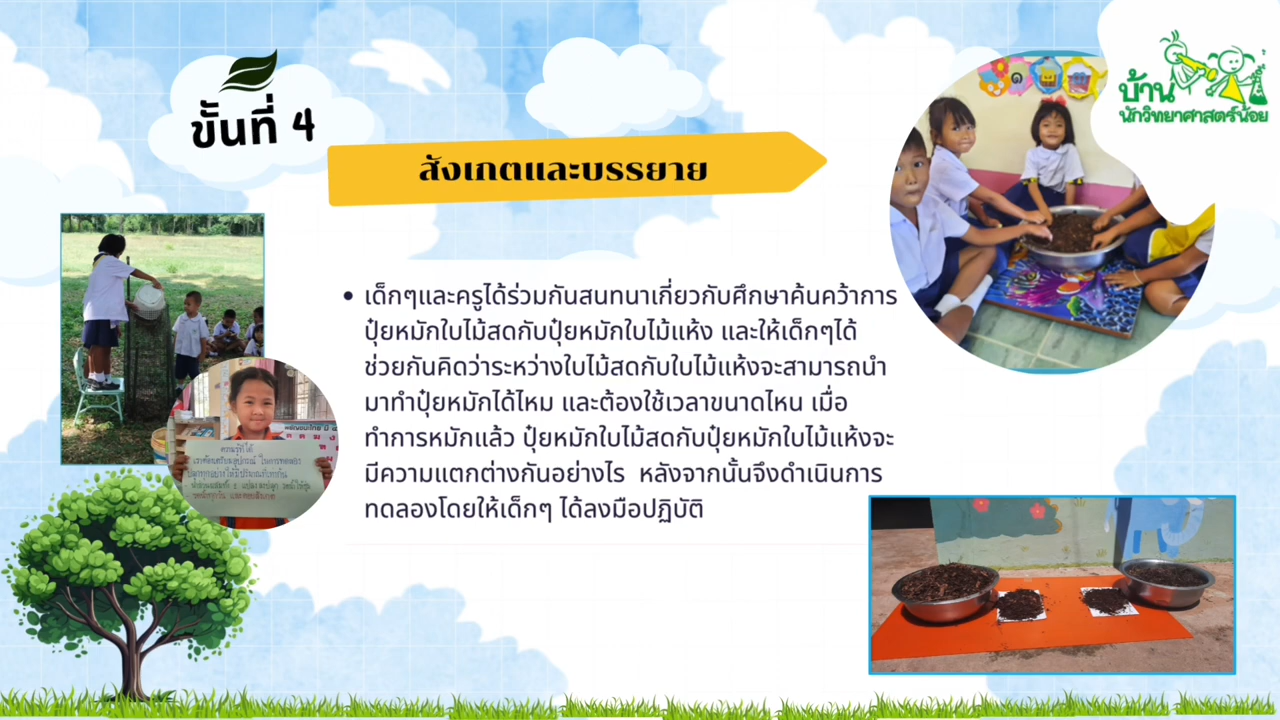 ขั้นที่ 4
สังเกตและบรรยาย
บ้าน
นักวิทยาศาสตร์น้อย
เด็กๆและครูได้ร่วมกันสนทนาเกี่ยวกับศึกษาค้นคว้าการ
ปุ๋ยหมักใบไม้สดกับปุ๋ยหมักใบไม้แห้ง และให้เด็กๆได้
ช่วยกันคิดว่าระหว่างใบไม้สดกับใบไม้แห้งจะสามารถนำ
มาทำปุ๋ยหมักได้ไหม และต้องใช้เวลาขนาดไหน เมื่อ
ทำการหมักแล้ว ปุ๋ยหมักใบไม้สดกับปุ๋ยหมักใบไม้แห้งจะ
มีความแตกต่างกันอย่างไร หลังจากนั้นจึงดำเนินการ
ทดลองโดยให้เด็กๆ ได้ลงมือปฏิบัติ
ความรู้ที่ได้